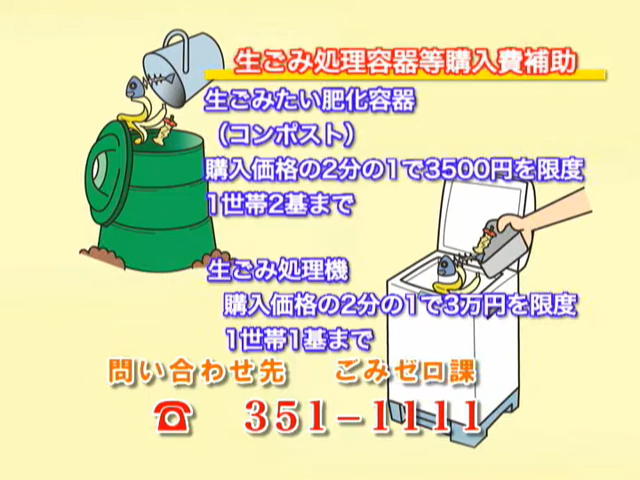 生ごみ処理容器等購入費補助
生ごみたい肥化容器
（コンポスト）
購入価格の2分の1で3500円を限度
1世帯2基まで
生ごみ処理機
購入価格の2分の1で3万円を限度
1世帯1基まで
問い合わせ先 ごみゼロ課
☎ 351-1111